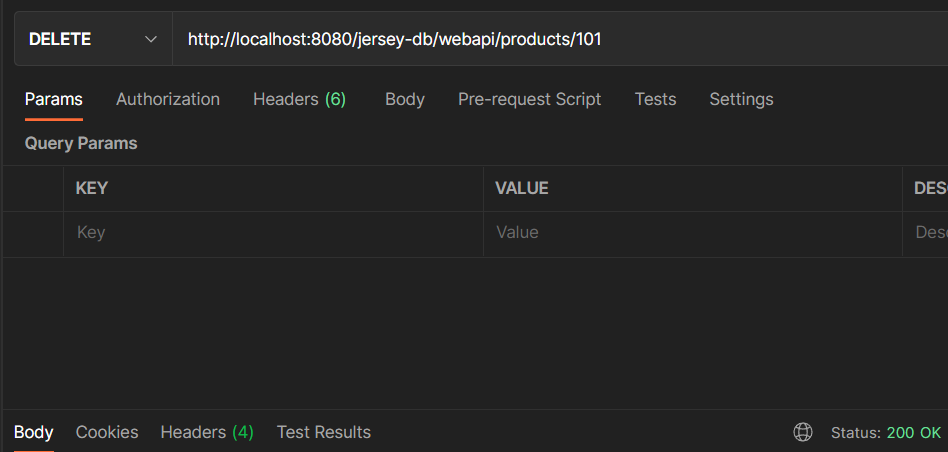 DELETE http://localhost:8080/jersey-db/webapi/products/101
Params Authorization Headers (6) Body Pre-request Script Tests Settings
Query Params
KEY VALUE DESC
Key Value Desc
Body Cookies Headers (4) Test Results Status: 200 OK